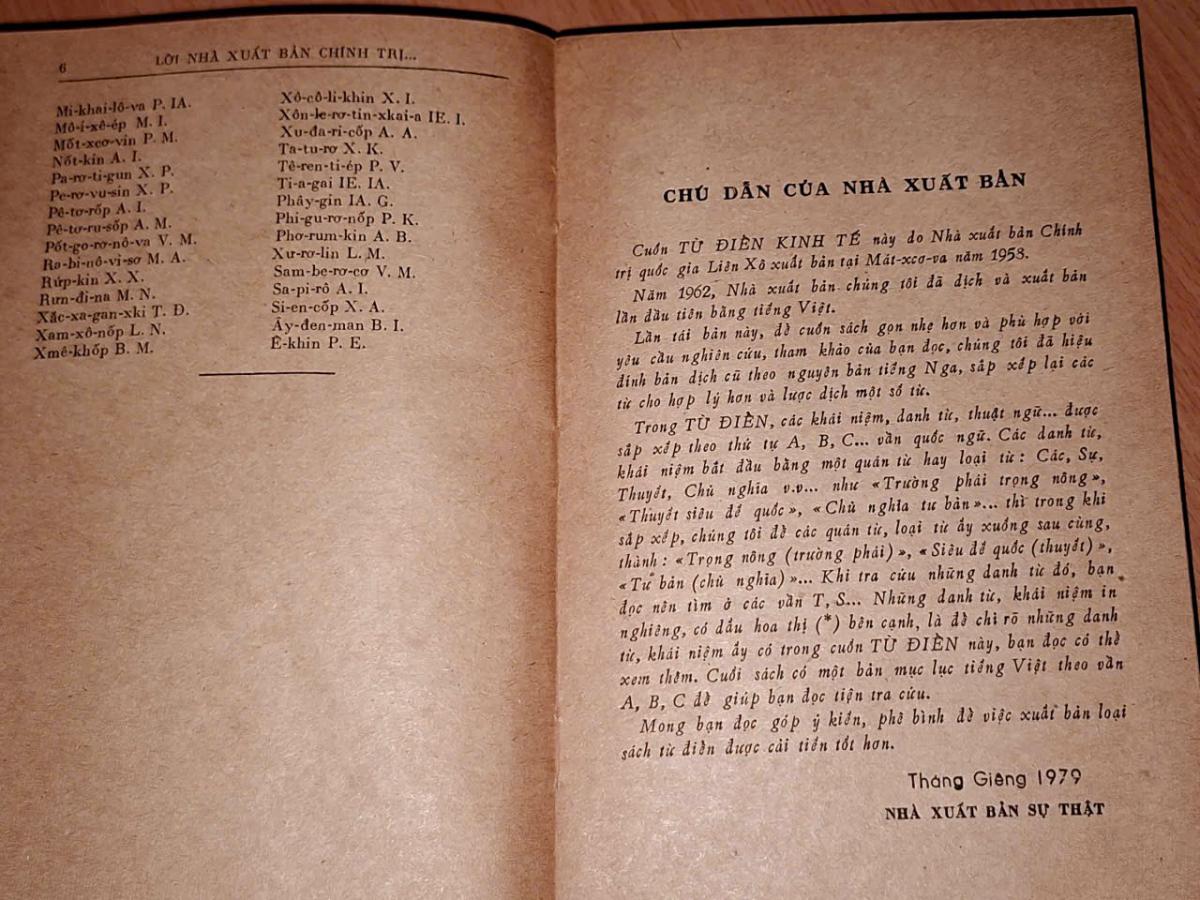 6
LỜI NHÀ XUẤT BẢN CHÍNH TRỊ...
Mi-khai-lô-va P. IA.
Mô-i-xê-ép M. I.
Mốt-xcơ-vin P. M.
Nốt-kin A. I.
Pa-rơ-ti-gun X. P.
Pe-rơ-vu-sin X. P.
Pê-tơ-rốp A. I.
Pê-tơ-ru-sốp A. M.
Pốt-go-rơ-nô-va V. M.
Ra-bi-nô-vi-sơ M. A.
Rúp-kin X. X.
Run-đi-na M. N.
Xắc-xa-gan-xki T. Đ.
Xam-xô-nốp L. N.
Xmê-khốp B. M.
Xô-cô-li-khin X. I.
Xôn-le-rơ-tin-xkai-a IE. I.
Xu-đa-ri-cốp A. A.
Ta-tu-rơ X. K.
Tê-ren-ti-ép P. V.
Ti-a-gai IE. IA.
Phây-gin IA. G.
Phi-gu-rơ-nốp P. K.
Phơ-rum-kin A. B.
Xư-rơ-lin L. M.
Sam-be-rơ-cơ V. M.
Sa-pi-rô A. I.
Si-en-cốp X. A.
Ây-đen-man B. I.
Ê-khin P. E.
CHÚ DẪN CỦA NHÀ XUẤT BẢN
Cuốn TỪ ĐIỂN KINH TẾ này do Nhà xuất bản Chính
trị quốc gia Liên Xô xuất bản tại Mát-xcơ-va năm 1958.
Năm 1962, Nhà xuất bản chúng tôi đã dịch và xuất bản
lần đầu tiên bằng tiếng Việt.
Lần tái bản này, để cuốn sách gọn nhẹ hơn và phù hợp với
yêu cầu nghiên cứu, tham khảo của bạn đọc, chúng tôi đã hiệu
đính bản dịch cũ theo nguyên bản tiếng Nga, sắp xếp lại các
từ cho hợp lý hơn và lược dịch một số từ.
Trong TỪ ĐIỂN, các khái niệm, danh từ, thuật ngữ... được
sắp xếp theo thứ tự A, B, C... vần quốc ngữ. Các danh từ,
khái niệm bắt đầu bằng một quán từ hay loại từ : Các, Sự,
Thuyết, Chủ nghĩa v.v... như «Trường phái trọng nông»,
«Thuyết siêu đế quốc», «Chủ nghĩa tư bản»... thì trong khi
sắp xếp, chúng tôi để các quán từ, loại từ ấy xuống sau cùng,
thành : «Trọng nông (trường phái)», «Siêu đế quốc (thuyết)»,
«Tư bản (chủ nghĩa)»... Khi tra cứu những danh từ đó, bạn
đọc nên tìm ở các vần T, S... Những danh từ, khái niệm in
nghiêng, có dấu hoa thị (*) bên cạnh, là để chỉ rõ những danh
từ, khái niệm ấy có trong cuốn TỪ ĐIỂN này, bạn đọc có thể
xem thêm. Cuối sách có một bản mục lục tiếng Việt theo vần
A, B, C để giúp bạn đọc tiện tra cứu.
Mong bạn đọc góp ý kiến, phê bình để việc xuất bản loại
sách từ điển được cải tiến tốt hơn.
Tháng Giêng 1979
NHÀ XUẤT BẢN SỰ THẬT